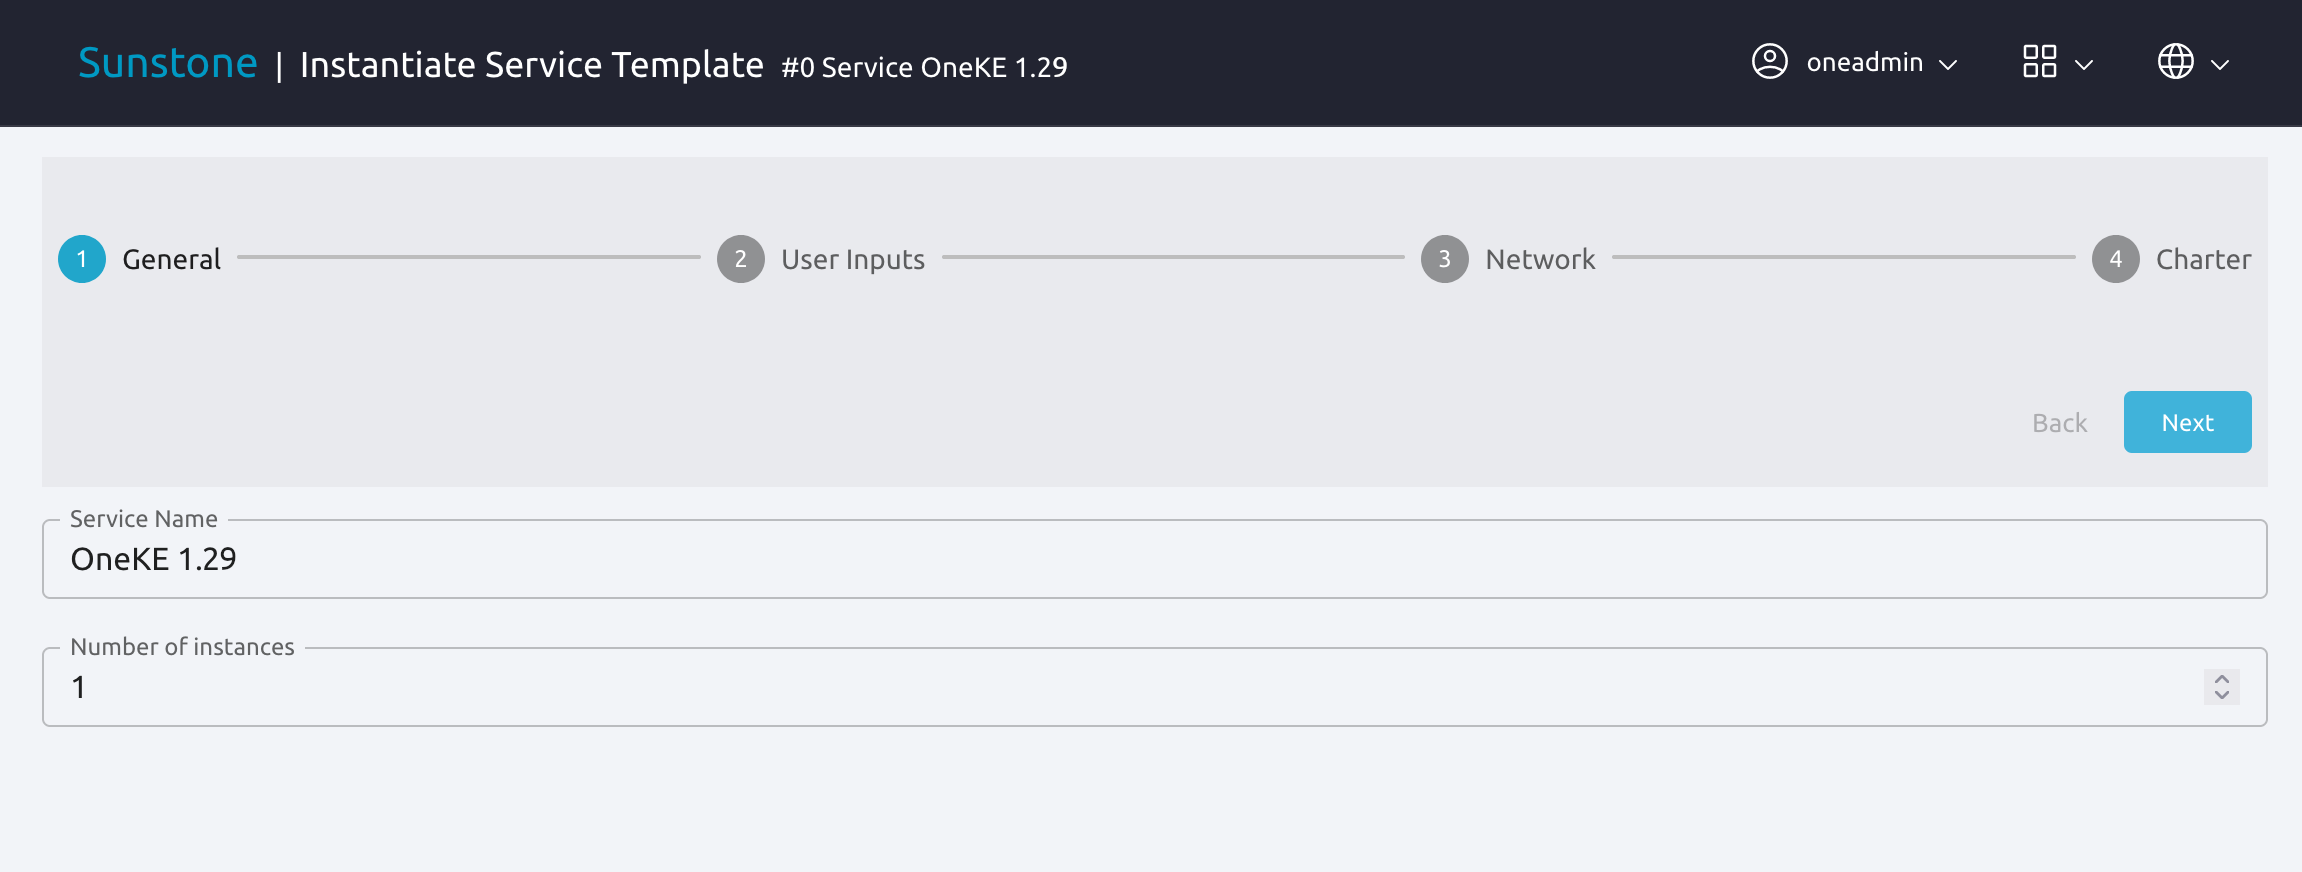 Sunstone | Instantiate Service Template #0 Service OneKE 1.29
oneadmin
1 General
2 User Inputs
3 Network
4 Charter
Back
Next
Service Name
OneKE 1.29
Number of instances
1